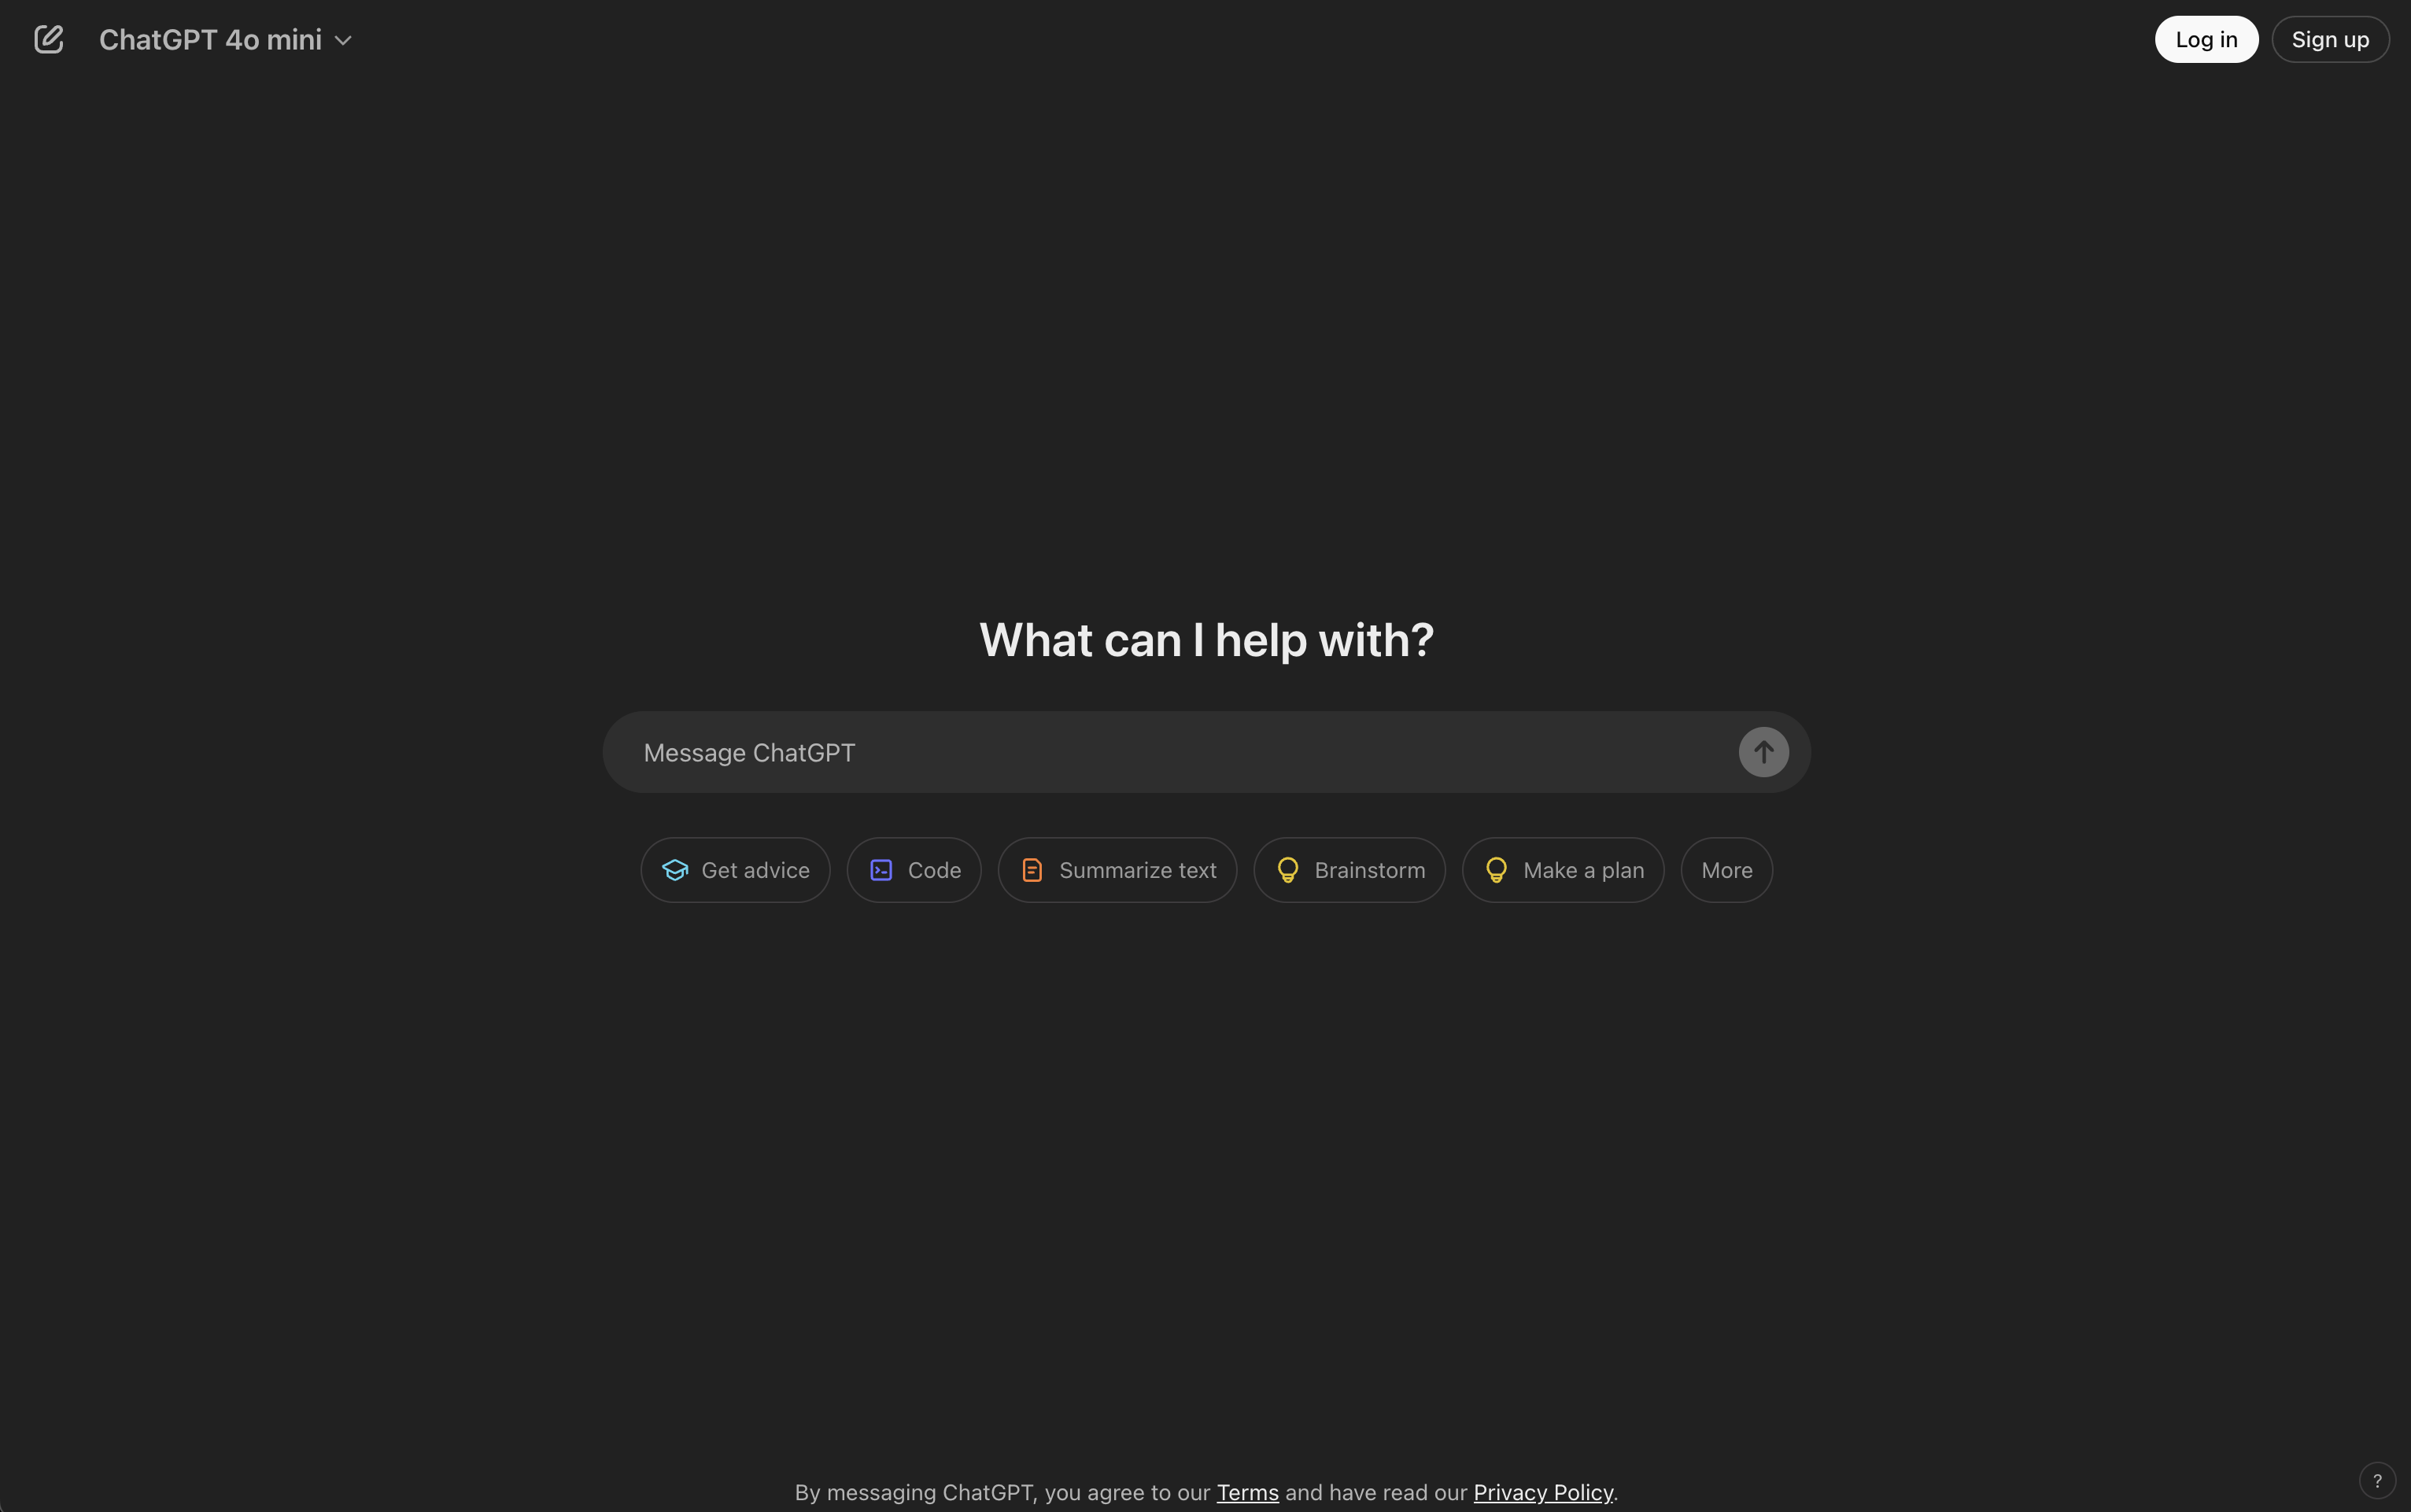 ChatGPT 4o mini
Log in
Sign up
What can I help with?
Message ChatGPT
Get advice
Code
Summarize text
Brainstorm
Make a plan
More
By messaging ChatGPT, you agree to our Terms and have read our Privacy Policy.
?